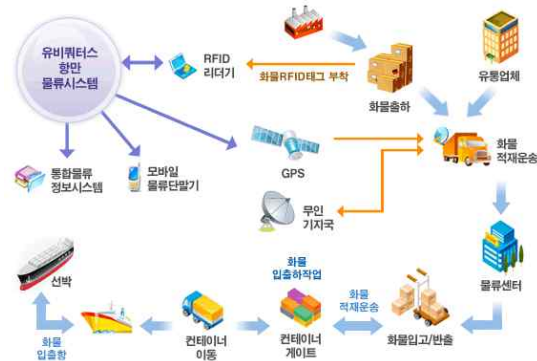 유비쿼터스
항만
물류시스템
RFID
리더기
화물RFID태그 부착
화물출하
유통업체
통합물류
정보시스템
모바일
물류단말기
GPS
화물
적재운송
무인
기지국
선박
화물
입출하작업
물류센터
화물
입출항
컨테이너
이동
컨테이너
게이트
화물
적재운송
화물입고/반출